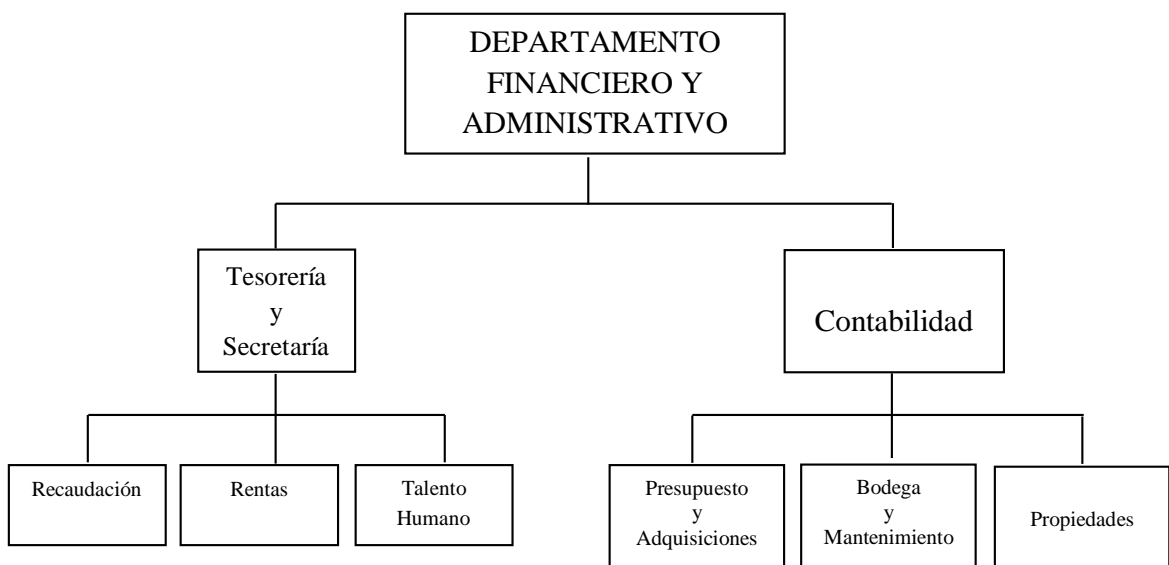 DEPARTAMENTO
FINANCIERO Y
ADMINISTRATIVO
Tesorería
y
Secretaría
Contabilidad
Recaudación
Rentas
Talento
Humano
Presupuesto
y
Adquisiciones
Bodega
y
Mantenimiento
Propiedades